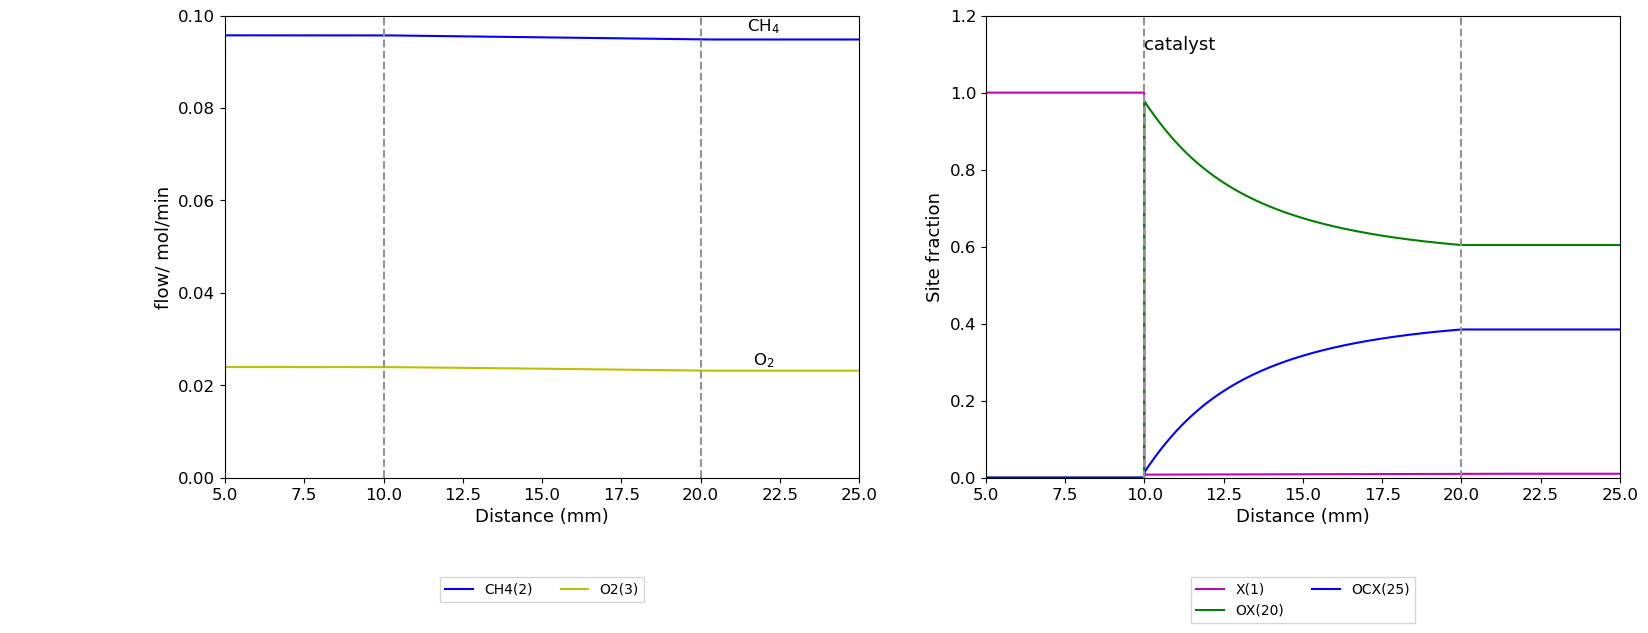 0.10
0.08
0.06
0.04
0.02
0.00
flow/ mol/min
CH₄
O₂
5.0 7.5 10.0 12.5 15.0 17.5 20.0 22.5 25.0
Distance (mm)
CH4(2) O2(3)
1.2
1.0
0.8
0.6
0.4
0.2
0.0
Site fraction
catalyst
5.0 7.5 10.0 12.5 15.0 17.5 20.0 22.5 25.0
Distance (mm)
X(1) OCX(25)
OX(20)